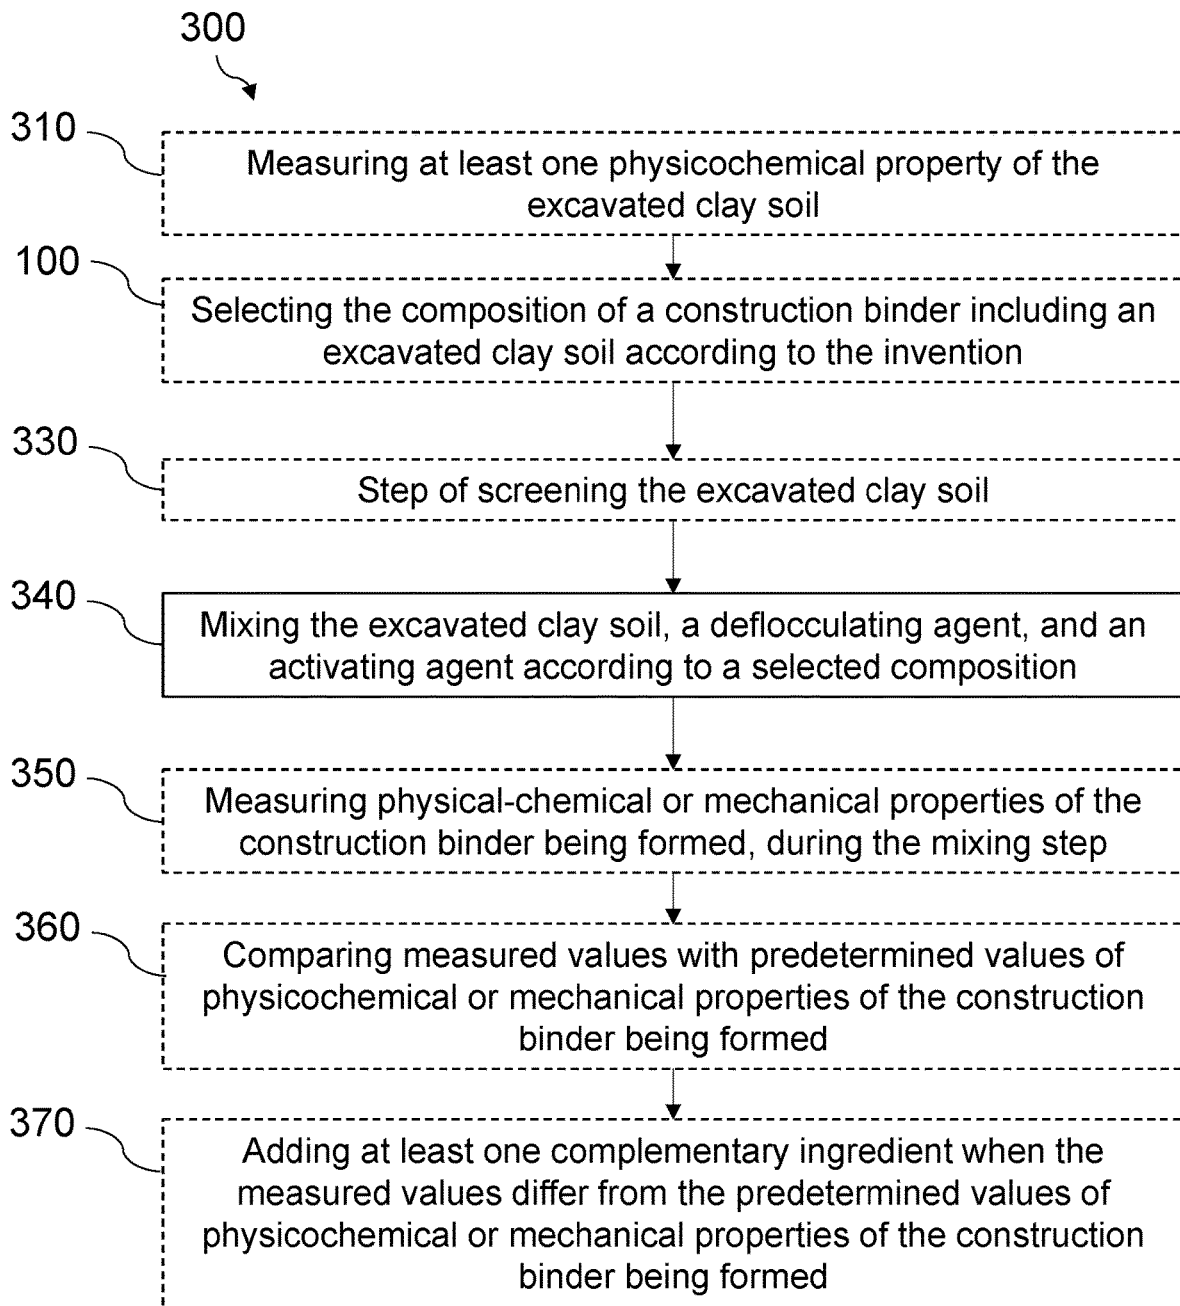 300
310
Measuring at least one physicochemical property of the
excavated clay soil
100
Selecting the composition of a construction binder including an
excavated clay soil according to the invention
330
Step of screening the excavated clay soil
340
Mixing the excavated clay soil, a deflocculating agent, and an
activating agent according to a selected composition
350
Measuring physical-chemical or mechanical properties of the
construction binder being formed, during the mixing step
360
Comparing measured values with predetermined values of
physicochemical or mechanical properties of the construction
binder being formed
370
Adding at least one complementary ingredient when the
measured values differ from the predetermined values of
physicochemical or mechanical properties of the construction
binder being formed